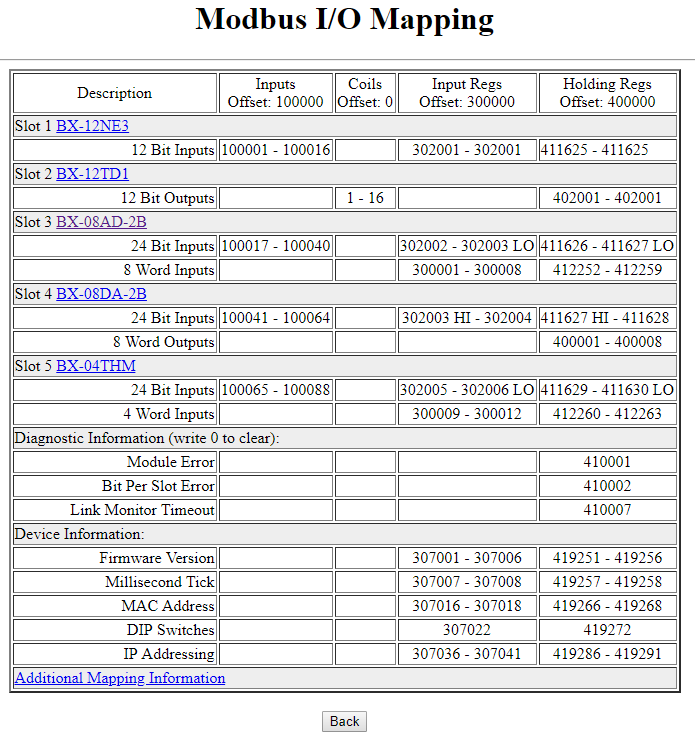 Modbus I/O Mapping
Description Inputs Offset: 100000 Coils Offset: 0 Input Regs Offset: 300000 Holding Regs Offset: 400000
Slot 1 BX-12NE3
12 Bit Inputs 100001 - 100016 302001 - 302001 411625 - 411625
Slot 2 BX-12TD1
12 Bit Outputs 1 - 16 402001 - 402001
Slot 3 BX-08AD-2B
24 Bit Inputs 100017 - 100040 302002 - 302003 LO 411626 - 411627 LO
8 Word Inputs 300001 - 300008 412252 - 412259
Slot 4 BX-08DA-2B
24 Bit Inputs 100041 - 100064 302003 HI - 302004 411627 HI - 411628
8 Word Outputs 400001 - 400008
Slot 5 BX-04THM
24 Bit Inputs 100065 - 100088 302005 - 302006 LO 411629 - 411630 LO
4 Word Inputs 300009 - 300012 412260 - 412263
Diagnostic Information (write 0 to clear):
Module Error 410001
Bit Per Slot Error 410002
Link Monitor Timeout 410007
Device Information:
Firmware Version 307001 - 307006 419251 - 419256
Millisecond Tick 307007 - 307008 419257 - 419258
MAC Address 307016 - 307018 419266 - 419268
DIP Switches 307022 419272
IP Addressing 307036 - 307041 419286 - 419291
Additional Mapping Information
Back